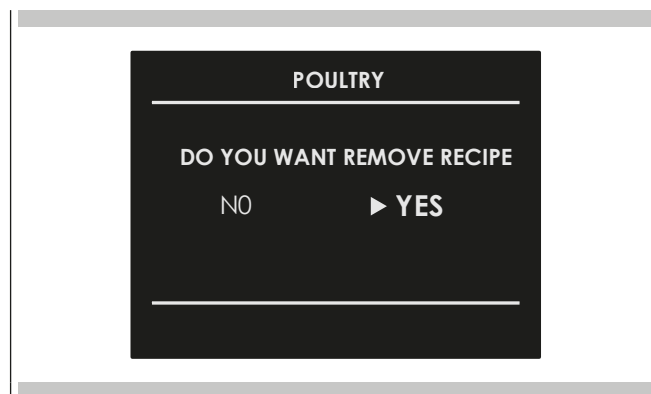 POULTRY
DO YOU WANT REMOVE RECIPE
N0 ▶ YES